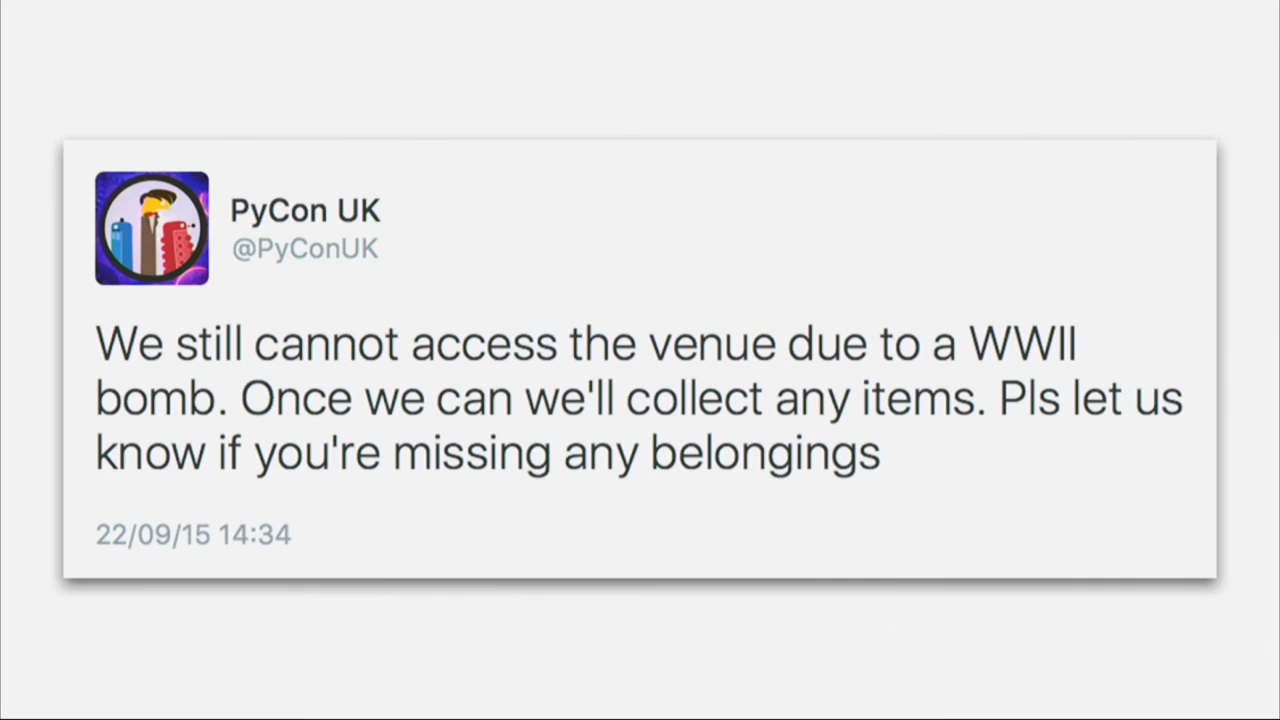 PyCon UK
@PyConUK
We still cannot access the venue due to a WWII
bomb. Once we can we'll collect any items. Pls let us
know if you're missing any belongings
22/09/15 14:34